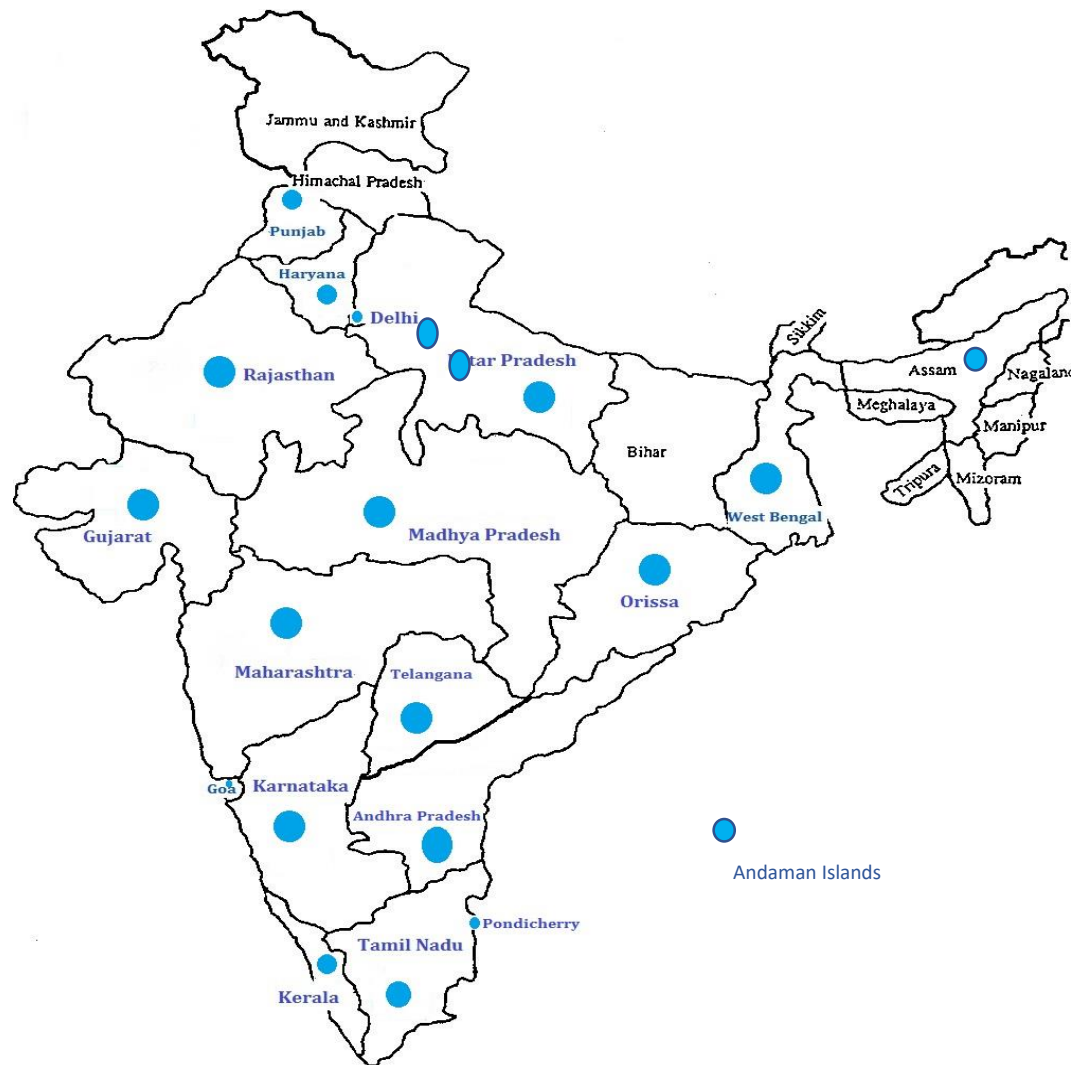 Jammu and Kashmir
Himachal Pradesh
Punjab
Haryana
Delhi
Sikkim
tar Pradesh
Rajasthan
Assam
Nagaland
Meghalaya
Manipur
Bihar
Tripura
Mizoram
West Bengal
Gujarat
Madhya Pradesh
Orissa
Maharashtra
Telangana
Goa
Karnataka
Andhra Pradesh
Andaman Islands
Pondicherry
Tamil Nadu
Kerala